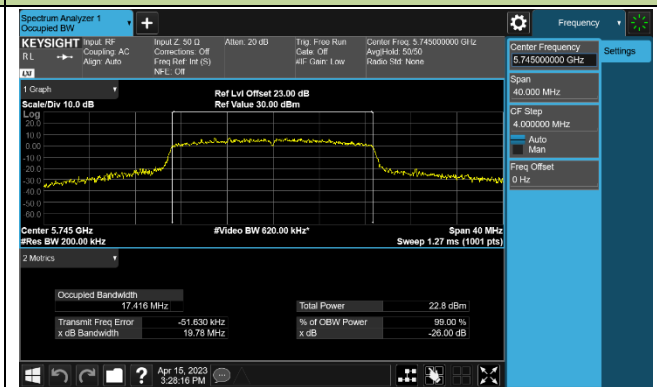 Spectrum Analyzer 1
Occupied BW
Frequency
KEYSIGHT
RL
Input: RF
Coupling: AC
Align: Auto
Input Z: 50 Ω
Corrections: Off
Freq Ref: Int (S)
NFE: Off
Atten: 20 dB
Trig: Free Run
Gate: Off
#IF Gain: Low
Center Freq: 5.745000000 GHz
Avg|Hold: 50/50
Radio Std: None
LXI
1 Graph
Scale/Div 10.0 dB
Ref Lvl Offset 23.00 dB
Ref Value 30.00 dBm
Log
20.0
10.0
0.00
-10.0
-20.0
-30.0
-40.0
-50.0
-60.0
Center 5.745 GHz
#Res BW 200.00 kHz
#Video BW 620.00 kHz*
Span 40 MHz
Sweep 1.27 ms (1001 pts)
2 Metrics
Occupied Bandwidth
17.416 MHz
Total Power 22.8 dBm
Transmit Freq Error -51.630 kHz
x dB Bandwidth 19.78 MHz
% of OBW Power 99.00 %
x dB -26.00 dB
Center Frequency
5.745000000 GHz
Settings
Span
40.000 MHz
CF Step
4.000000 MHz
Auto
Man
Freq Offset
0 Hz
?
Apr 15, 2023
3:28:16 PM